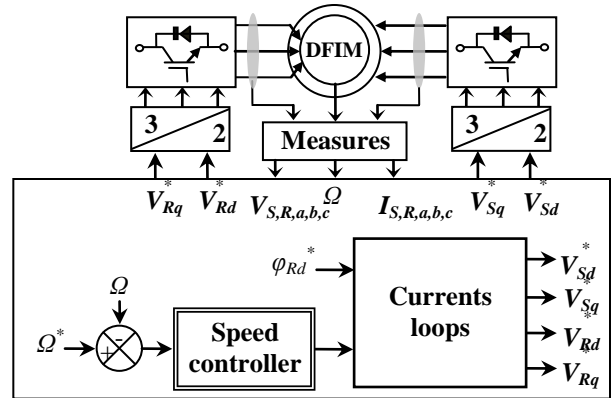 DFIM
3 2
Measures
3 2
V*Rq V*Rd VS,R,a,b,c Ω IS,R,a,b,c V*Sq V*Sd
φRd*
Ω
Ω*
+ -
Speed
controller
Currents
loops
V*Sd
V*Sq
V*Rd
V*Rq